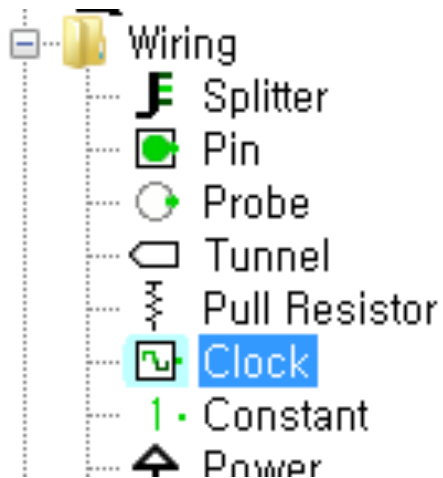 Wiring
Splitter
Pin
Probe
Tunnel
Pull Resistor
Clock
1 Constant
Power